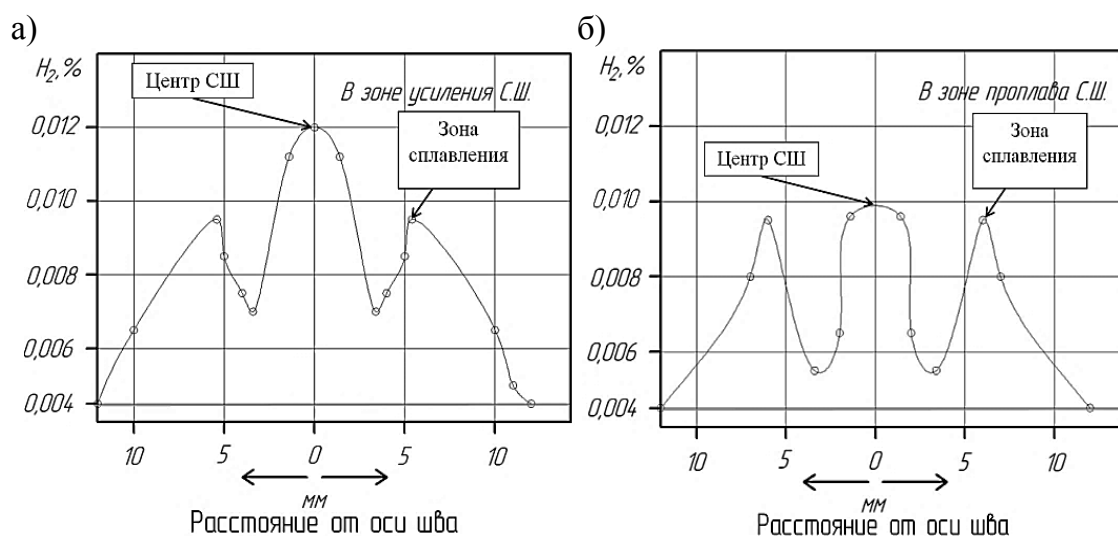 а)
H₂,%
Центр СШ
В зоне усиления С.Ш.
Зона
сплавления
0,012
0,010
0,008
0,006
0,004
10
5
0
5
10
мм
Расстояние от оси шва
б)
H₂,%
В зоне проплава С.Ш.
Зона
сплавления
Центр СШ
0,012
0,010
0,008
0,006
0,004
10
5
0
5
10
мм
Расстояние от оси шва